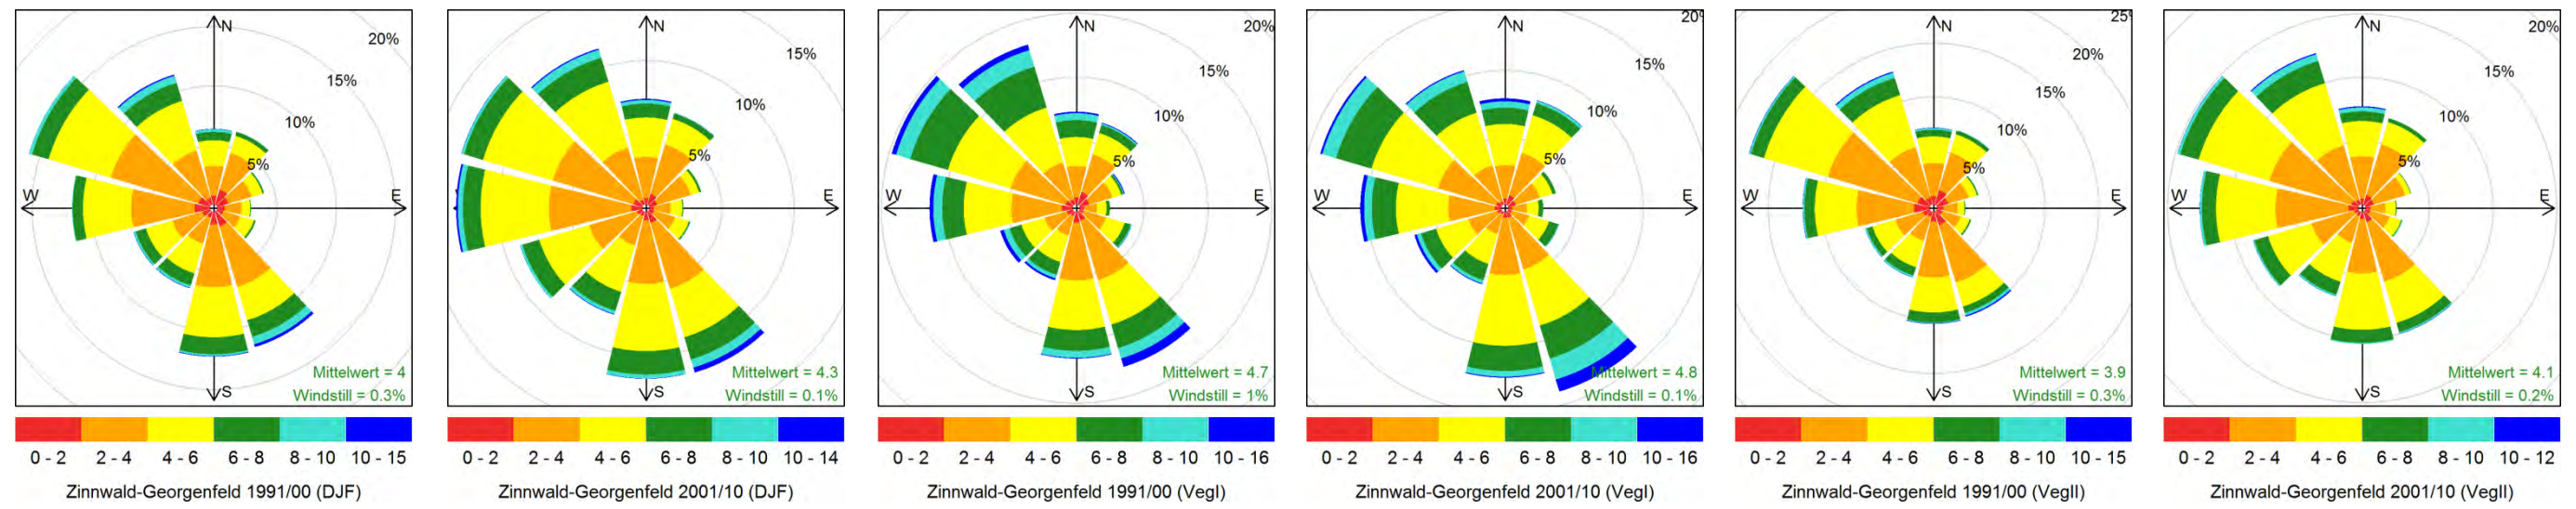 N
20%
15%
10%
5%
W
E
S
Mittelwert = 4
Windstill = 0.3%
0 - 2 2 - 4 4 - 6 6 - 8 8 - 10 10 - 15
Zinnwald-Georgenfeld 1991/00 (DJF)
N
15%
10%
5%
E
S
Mittelwert = 4.3
Windstill = 0.1%
0 - 2 2 - 4 4 - 6 6 - 8 8 - 10 10 - 14
Zinnwald-Georgenfeld 2001/10 (DJF)
N
20%
15%
10%
5%
W
E
S
Mittelwert = 4.7
Windstill = 1%
0 - 2 2 - 4 4 - 6 6 - 8 8 - 10 10 - 16
Zinnwald-Georgenfeld 1991/00 (VegI)
20%
N
15%
10%
5%
W
E
S
Mittelwert = 4.8
Windstill = 0.1%
0 - 2 2 - 4 4 - 6 6 - 8 8 - 10 10 - 16
Zinnwald-Georgenfeld 2001/10 (VegI)
25%
N
20%
15%
10%
5%
W
E
S
Mittelwert = 3.9
Windstill = 0.3%
0 - 2 2 - 4 4 - 6 6 - 8 8 - 10 10 - 15
Zinnwald-Georgenfeld 1991/00 (VegII)
N
20%
15%
10%
5%
W
E
S
Mittelwert = 4.1
Windstill = 0.2%
0 - 2 2 - 4 4 - 6 6 - 8 8 - 10 10 - 12
Zinnwald-Georgenfeld 2001/10 (VegII)